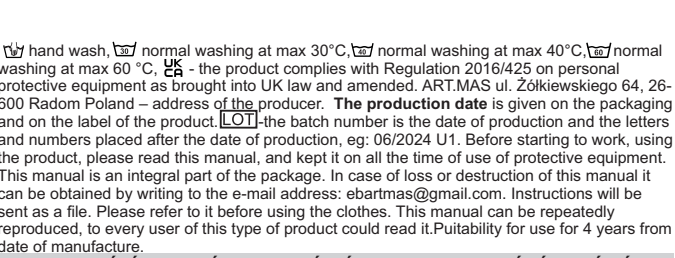 hand wash, 30 normal washing at max 30°C, 40 normal washing at max 40°C, 60 normal
washing at max 60 °C, UK CA - the product complies with Regulation 2016/425 on personal
protective equipment as brought into UK law and amended. ART.MAS ul. Żółkiewskiego 64, 26-
600 Radom Poland – address of the producer. The production date is given on the packaging
and on the label of the product. LOT -the batch number is the date of production and the letters
and numbers placed after the date of production, eg: 06/2024 U1. Before starting to work, using
the product, please read this manual, and kept it on all the time of use of protective equipment.
This manual is an integral part of the package. In case of loss or destruction of this manual it
can be obtained by writing to the e-mail address: ebartmas@gmail.com. Instructions will be
sent as a file. Please refer to it before using the clothes. This manual can be repeatedly
reproduced, to every user of this type of product could read it.Puitability for use for 4 years from
date of manufacture.